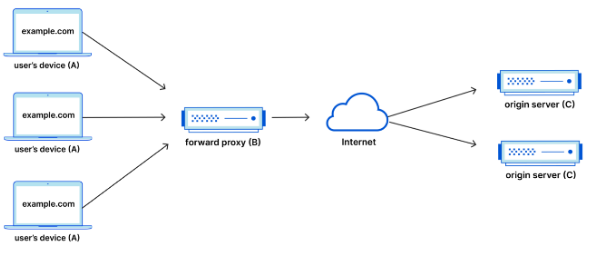 example.com
user's device (A)
example.com
user's device (A)
example.com
user's device (A)
forward proxy (B)
Internet
origin server (C)
origin server (C)